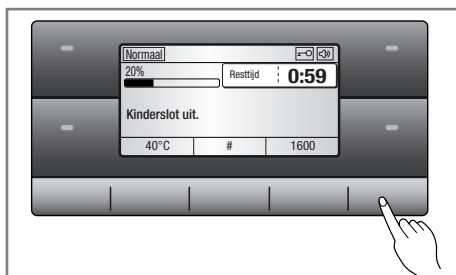 Normaal
20%
Resttijd 0:59
Kinderslot uit.
40°C # 1600